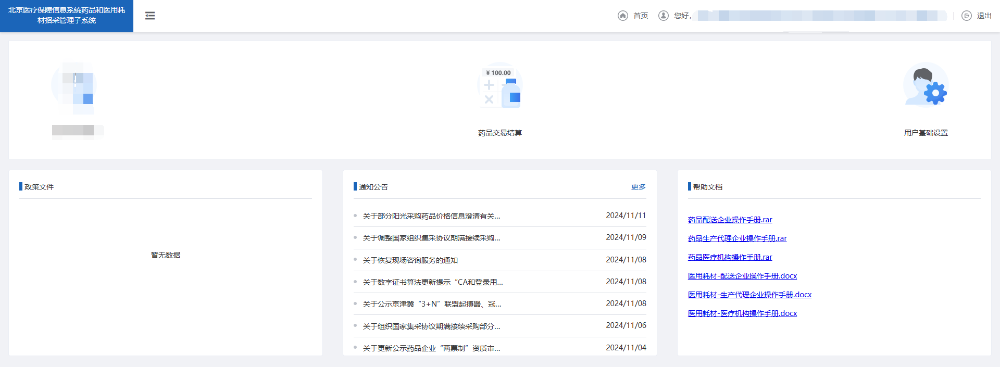 北京医疗保障信息系统药品和医用耗
材招采管理子系统
首页
您好,
退出
¥ 100.00
药品交易结算
用户基础设置
政策文件
暂无数据
通知公告
更多
关于部分阳光采购药品价格信息澄清有关... 2024/11/11
关于调整国家组织集采协议期满接续采购... 2024/11/09
关于恢复现场咨询服务的通知 2024/11/08
关于数字证书算法更新提示“CA和登录用... 2024/11/08
关于公示京津冀“3+N”联盟起搏器、冠... 2024/11/08
关于组织国家集采协议期满接续采购部分... 2024/11/06
关于更新公示药品企业“两票制”资质审... 2024/11/04
帮助文档
药品配送企业操作手册.rar
药品生产代理企业操作手册.rar
药品医疗机构操作手册.rar
医用耗材-配送企业操作手册.docx
医用耗材-生产代理企业操作手册.docx
医用耗材-医疗机构操作手册.docx